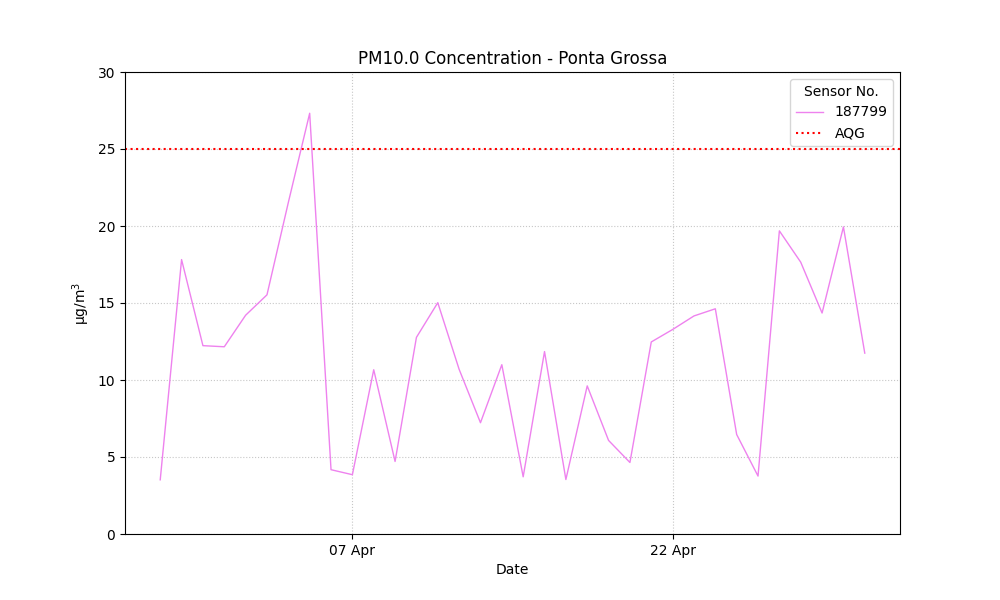 PM10.0 Concentration - Ponta Grossa
Sensor No.
187799
AQG
30
25
20
15
10
5
0
µg/m³
07 Apr
22 Apr
Date